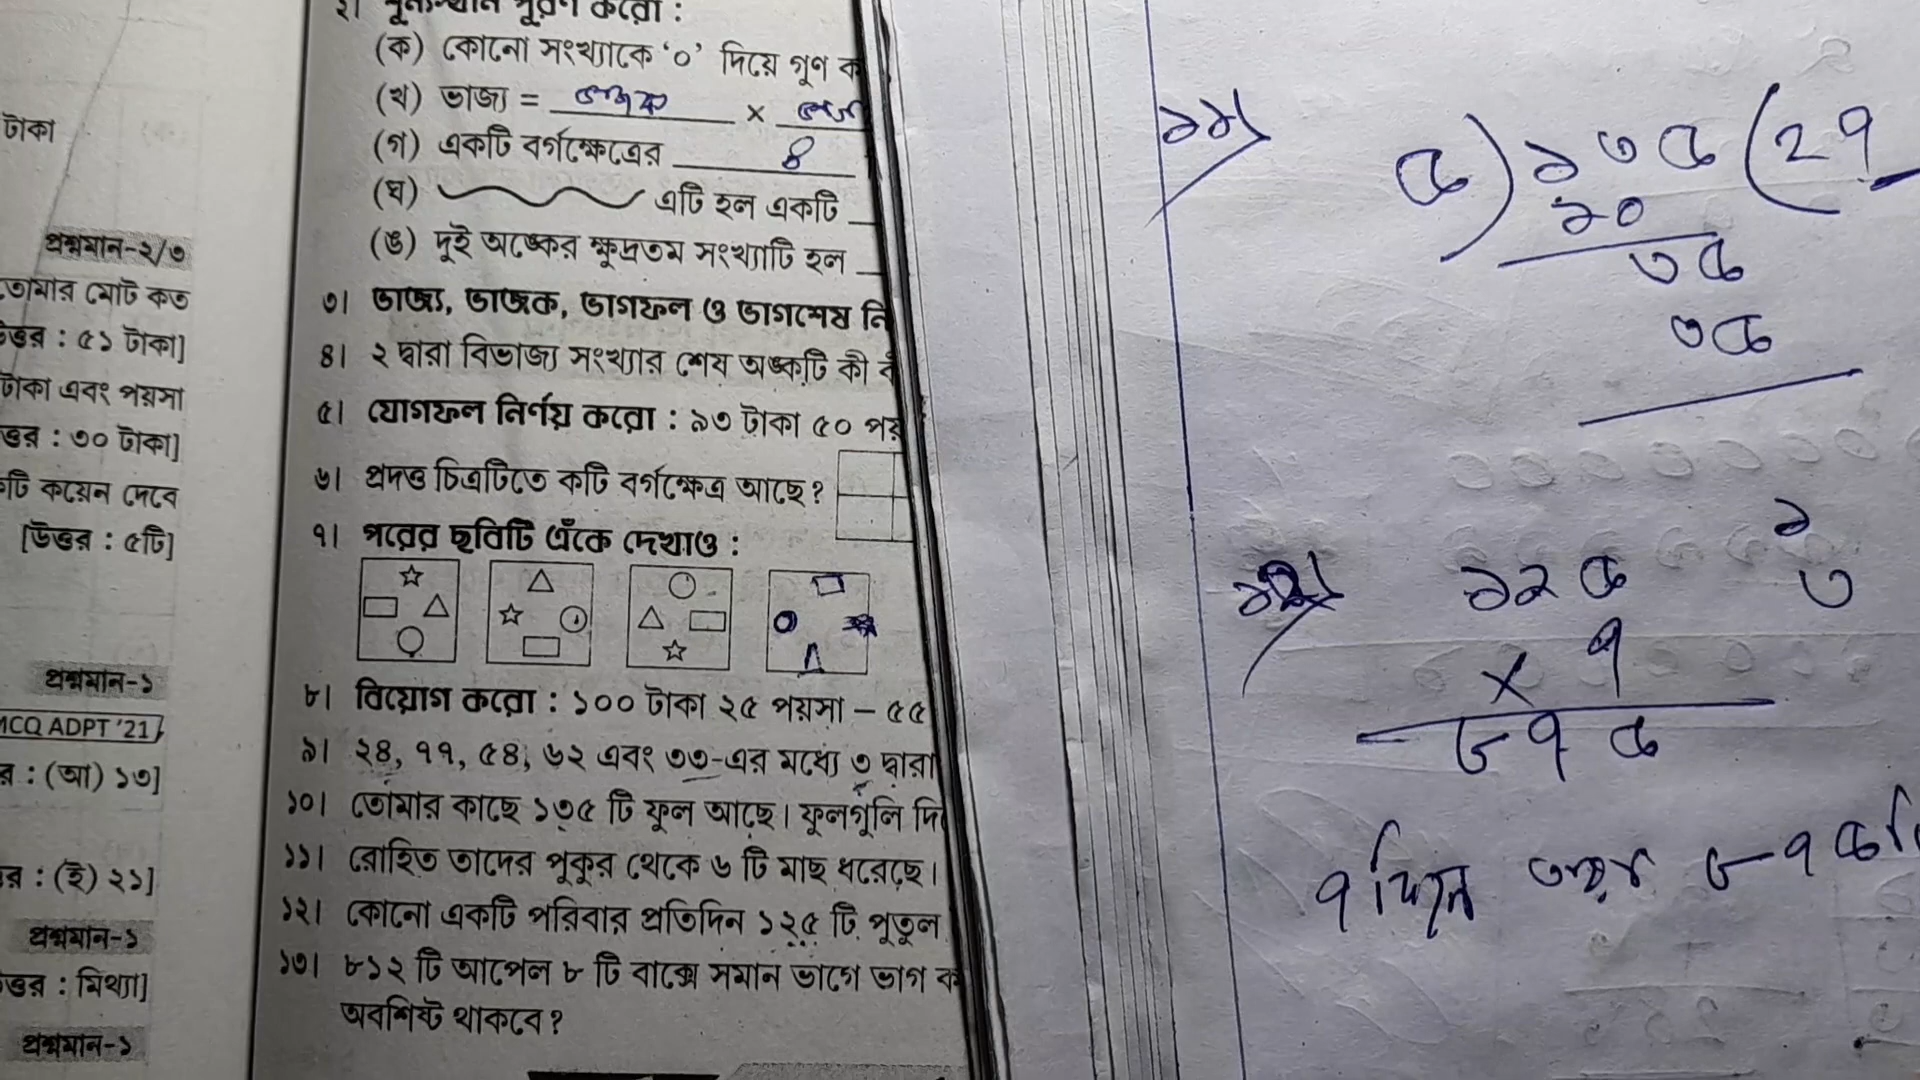 টাকা
প্রশ্নমান-২/৩
তোমার মোট কত
উত্তর : ৫১ টাকা]
টাকা এবং পয়সা
উত্তর : ৩০ টাকা]
টি কয়েন দেবে
[উত্তর : ৫টি]
প্রশ্নমান-১
MCQ ADPT '21]
র : (আ) ১৩]
র : (ই) ২১]
প্রশ্নমান-১
উত্তর : মিথ্যা]
প্রশ্নমান-১
২। শূন্যস্থান পূরণ করো :
(ক) কোনো সংখ্যাকে ‘০’ দিয়ে গুণ ক
(খ) ভাজ্য = ভাজক ×
(গ) একটি বর্গক্ষেত্রের ৪
(ঘ) এটি হল একটি
(ঙ) দুই অঙ্কের ক্ষুদ্রতম সংখ্যাটি হল
৩। ভাজ্য, ভাজক, ভাগফল ও ভাগশেষ নি
৪। ২ দ্বারা বিভাজ্য সংখ্যার শেষ অঙ্কটি কী
৫। যোগফল নির্ণয় করো : ৯৩ টাকা ৫০ পয়
৬। প্রদত্ত চিত্রটিতে কটি বর্গক্ষেত্র আছে?
৭। পরের ছবিটি এঁকে দেখাও :
৮। বিয়োগ করো : ১০০ টাকা ২৫ পয়সা – ৫৫
৯। ২৪, ৭৭, ৫৪, ৬২ এবং ৩৩-এর মধ্যে ৩ দ্বারা
১০। তোমার কাছে ১৩৫ টি ফুল আছে। ফুলগুলি দি
১১। রোহিত তাদের পুকুর থেকে ৬ টি মাছ ধরেছে।
১২। কোনো একটি পরিবার প্রতিদিন ১২৫ টি পুতুল
১৩। ৮১২ টি আপেল ৮ টি বাক্সে সমান ভাগে ভাগ ক
অবশিষ্ট থাকবে?
৫) ১৩৫ (২৭
১০
৩৫
৩৫
১
১২৫ ৩
× ৭
৮৭৫
৭ দিনে ৮৭৫টি